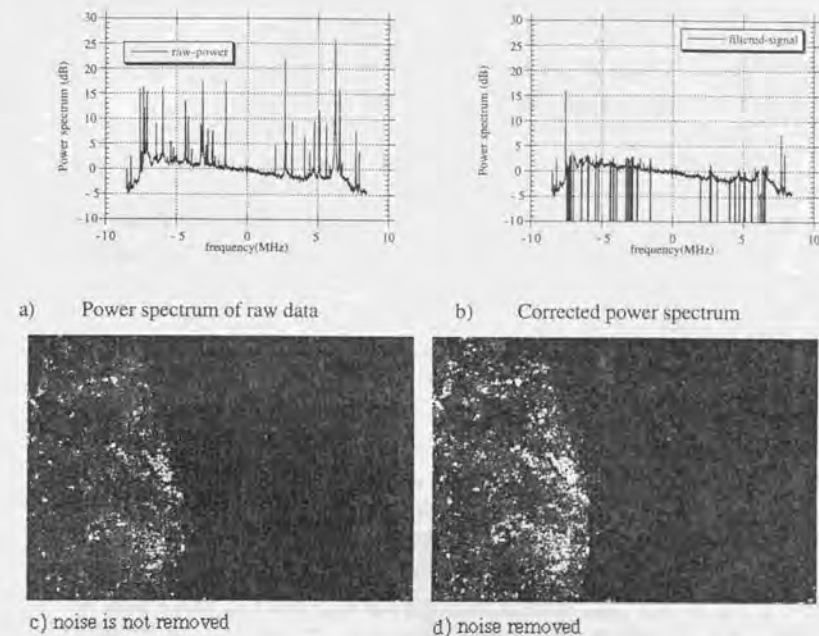 30
25
20
15
10
5
0
-5
-10
Power spectrum (dB)
raw-power
-10 -5 0 5 10
frequency(MHz)
30
25
20
15
10
5
0
-5
-10
Power spectrum (dB)
filtered-signal
-10 -5 0 5 10
frequency(MHz)
a) Power spectrum of raw data
b) Corrected power spectrum
c) noise is not removed
d) noise removed